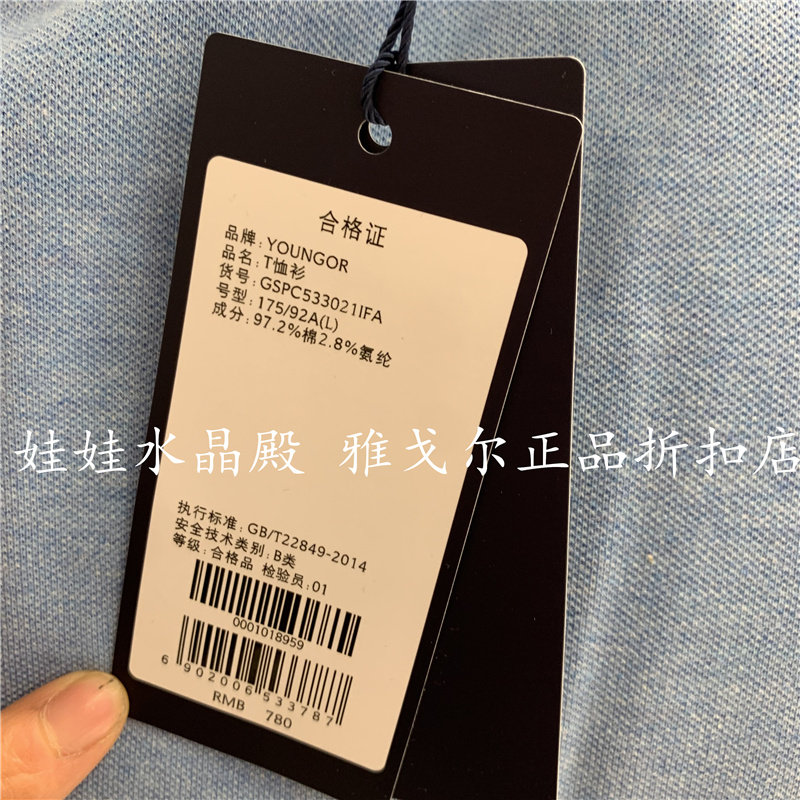 合格证
品牌: YOUNGOR
品名: T恤衫
货号: GSPC533021IFA
号型: 175/92A(L)
成分: 97.2%棉2.8%氨纶
娃娃水晶殿 雅戈尔正品折扣店
执行标准: GB/T22849-2014
安全技术类别: B类
等级: 合格品 检验员: 01
0001018959
6 902006 533787
RMB 780